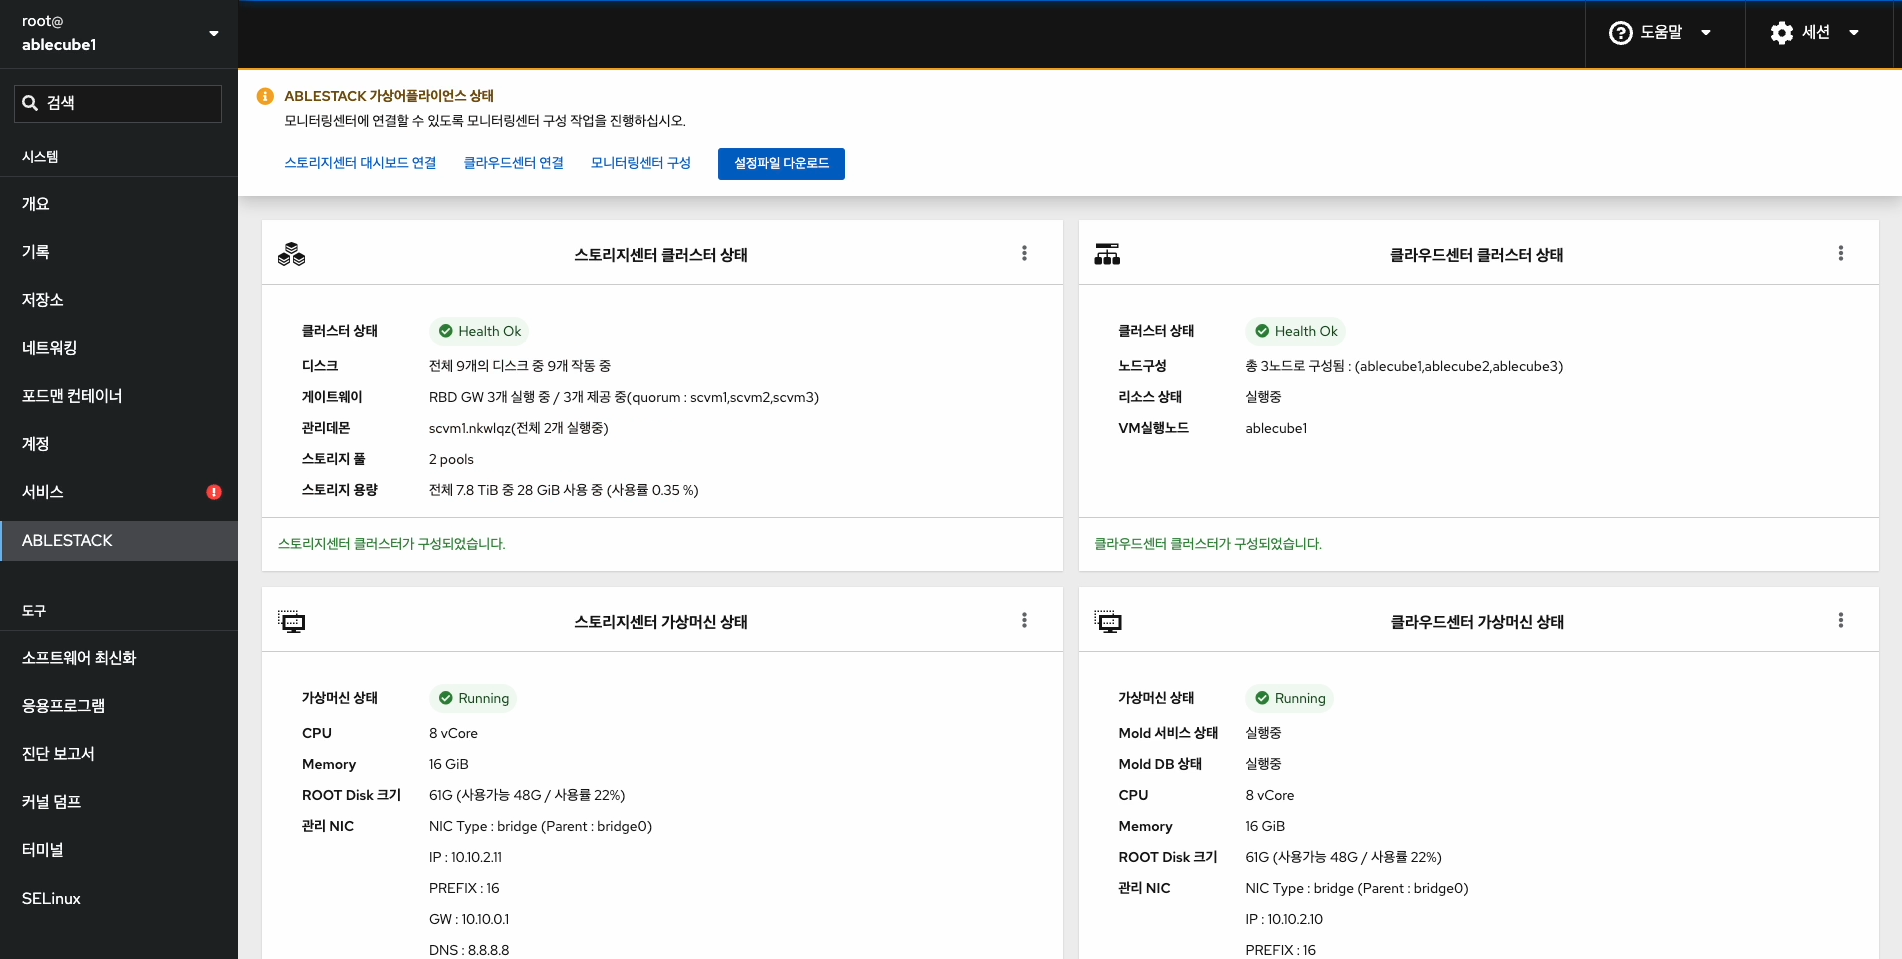 root@
ablecube1
도움말
세션
검색
시스템
개요
기록
저장소
네트워킹
포드맨 컨테이너
계정
서비스
ABLESTACK
도구
소프트웨어 최신화
응용프로그램
진단 보고서
커널 덤프
터미널
SELinux
ABLESTACK 가상어플라이언스 상태
모니터링센터에 연결할 수 있도록 모니터링센터 구성 작업을 진행하십시오.
스토리지센터 대시보드 연결 클라우드센터 연결 모니터링센터 구성 설정파일 다운로드
스토리지센터 클러스터 상태
클러스터 상태 Health Ok
디스크 전체 9개의 디스크 중 9개 작동 중
게이트웨이 RBD GW 3개 실행 중 / 3개 제공 중(quorum : scvm1,scvm2,scvm3)
관리데몬 scvm1.nkwlqz(전체 2개 실행중)
스토리지 풀 2 pools
스토리지 용량 전체 7.8 TiB 중 28 GiB 사용 중 (사용률 0.35 %)
스토리지센터 클러스터가 구성되었습니다.
클라우드센터 클러스터 상태
클러스터 상태 Health Ok
노드구성 총 3노드로 구성됨 : (ablecube1,ablecube2,ablecube3)
리소스 상태 실행중
VM실행노드 ablecube1
클라우드센터 클러스터가 구성되었습니다.
스토리지센터 가상머신 상태
가상머신 상태 Running
CPU 8 vCore
Memory 16 GiB
ROOT Disk 크기 61G (사용가능 48G / 사용률 22%)
관리 NIC NIC Type : bridge (Parent : bridge0)
IP : 10.10.2.11
PREFIX : 16
GW : 10.10.0.1
DNS : 8.8.8.8
클라우드센터 가상머신 상태
가상머신 상태 Running
Mold 서비스 상태 실행중
Mold DB 상태 실행중
CPU 8 vCore
Memory 16 GiB
ROOT Disk 크기 61G (사용가능 48G / 사용률 22%)
관리 NIC NIC Type : bridge (Parent : bridge0)
IP : 10.10.2.10
PREFIX : 16